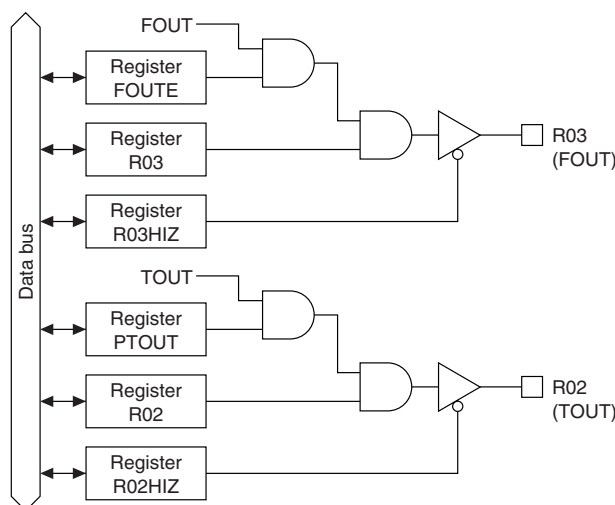 FOUT
Register
FOUTE
Register
R03
R03
(FOUT)
Register
R03HIZ
Data bus
TOUT
Register
PTOUT
Register
R02
R02
(TOUT)
Register
R02HIZ